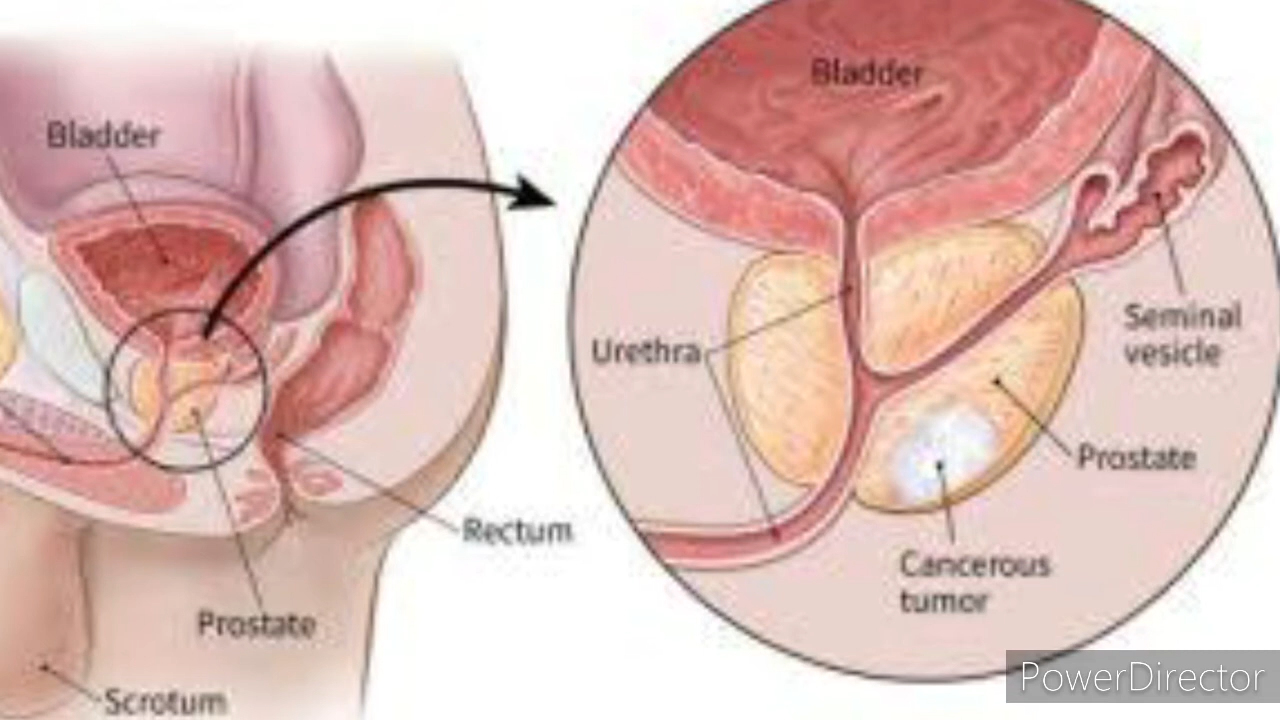 Bladder
Rectum
Prostate
Scrotum
Bladder
Urethra
Seminal
vesicle
Prostate
Cancerous
tumor
PowerDirector